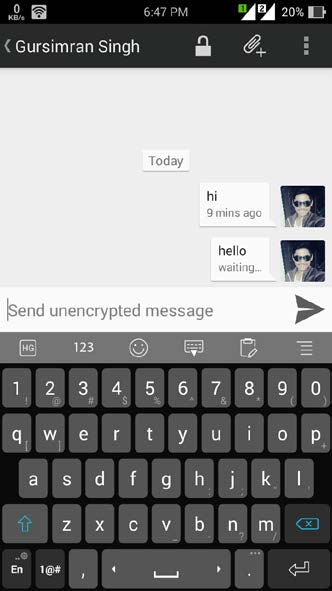 0
KB/s
6:47 PM
1
2
20%
Gursimran Singh
Today
hi
9 mins ago
hello
waiting...
Send unencrypted message
HG
123
1 2 3 4 5 6 7 8 9 0
! @ # $ % ^ & * ( )
q w e r t y u i o p
[ ] +
a s d f g h j k l
; : '
z x c v b n m
_ - /
En
1@#
,
.